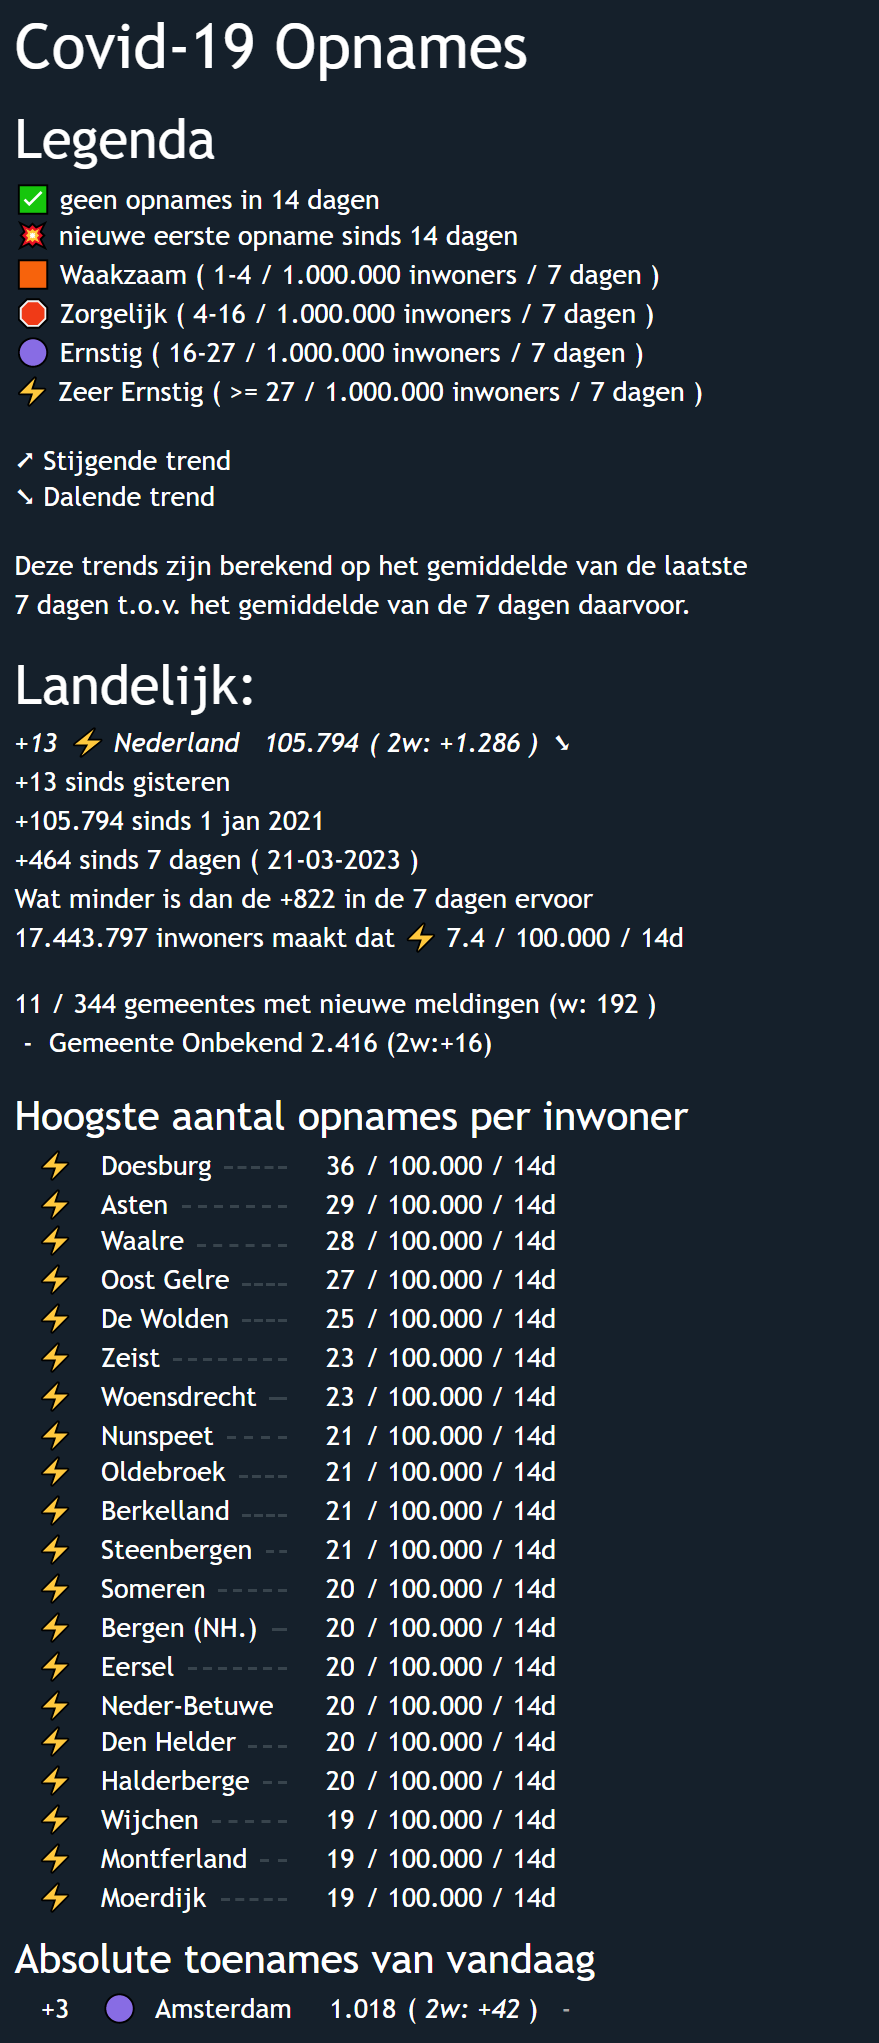 Covid-19 Opnames
Legenda
✅ geen opnames in 14 dagen
💥 nieuwe eerste opname sinds 14 dagen
🟧 Waakzaam ( 1-4 / 1.000.000 inwoners / 7 dagen )
🛑 Zorgelijk ( 4-16 / 1.000.000 inwoners / 7 dagen )
🟣 Ernstig ( 16-27 / 1.000.000 inwoners / 7 dagen )
⚡ Zeer Ernstig ( >= 27 / 1.000.000 inwoners / 7 dagen )
➚ Stijgende trend
➘ Dalende trend
Deze trends zijn berekend op het gemiddelde van de laatste
7 dagen t.o.v. het gemiddelde van de 7 dagen daarvoor.
Landelijk:
+13 ⚡ Nederland 105.794 ( 2w: +1.286 ) ➘
+13 sinds gisteren
+105.794 sinds 1 jan 2021
+464 sinds 7 dagen ( 21-03-2023 )
Wat minder is dan de +822 in de 7 dagen ervoor
17.443.797 inwoners maakt dat ⚡ 7.4 / 100.000 / 14d
11 / 344 gemeentes met nieuwe meldingen (w: 192 )
- Gemeente Onbekend 2.416 (2w:+16)
Hoogste aantal opnames per inwoner
⚡ Doesburg ----- 36 / 100.000 / 14d
⚡ Asten ------- 29 / 100.000 / 14d
⚡ Waalre ------ 28 / 100.000 / 14d
⚡ Oost Gelre ---- 27 / 100.000 / 14d
⚡ De Wolden ---- 25 / 100.000 / 14d
⚡ Zeist -------- 23 / 100.000 / 14d
⚡ Woensdrecht - 23 / 100.000 / 14d
⚡ Nunspeet ---- 21 / 100.000 / 14d
⚡ Oldebroek ---- 21 / 100.000 / 14d
⚡ Berkelland ---- 21 / 100.000 / 14d
⚡ Steenbergen -- 21 / 100.000 / 14d
⚡ Someren ----- 20 / 100.000 / 14d
⚡ Bergen (NH.) - 20 / 100.000 / 14d
⚡ Eersel ------- 20 / 100.000 / 14d
⚡ Neder-Betuwe 20 / 100.000 / 14d
⚡ Den Helder --- 20 / 100.000 / 14d
⚡ Halderberge -- 20 / 100.000 / 14d
⚡ Wijchen ----- 19 / 100.000 / 14d
⚡ Montferland -- 19 / 100.000 / 14d
⚡ Moerdijk ----- 19 / 100.000 / 14d
Absolute toenames van vandaag
+3 🟣 Amsterdam 1.018 ( 2w: +42 ) -